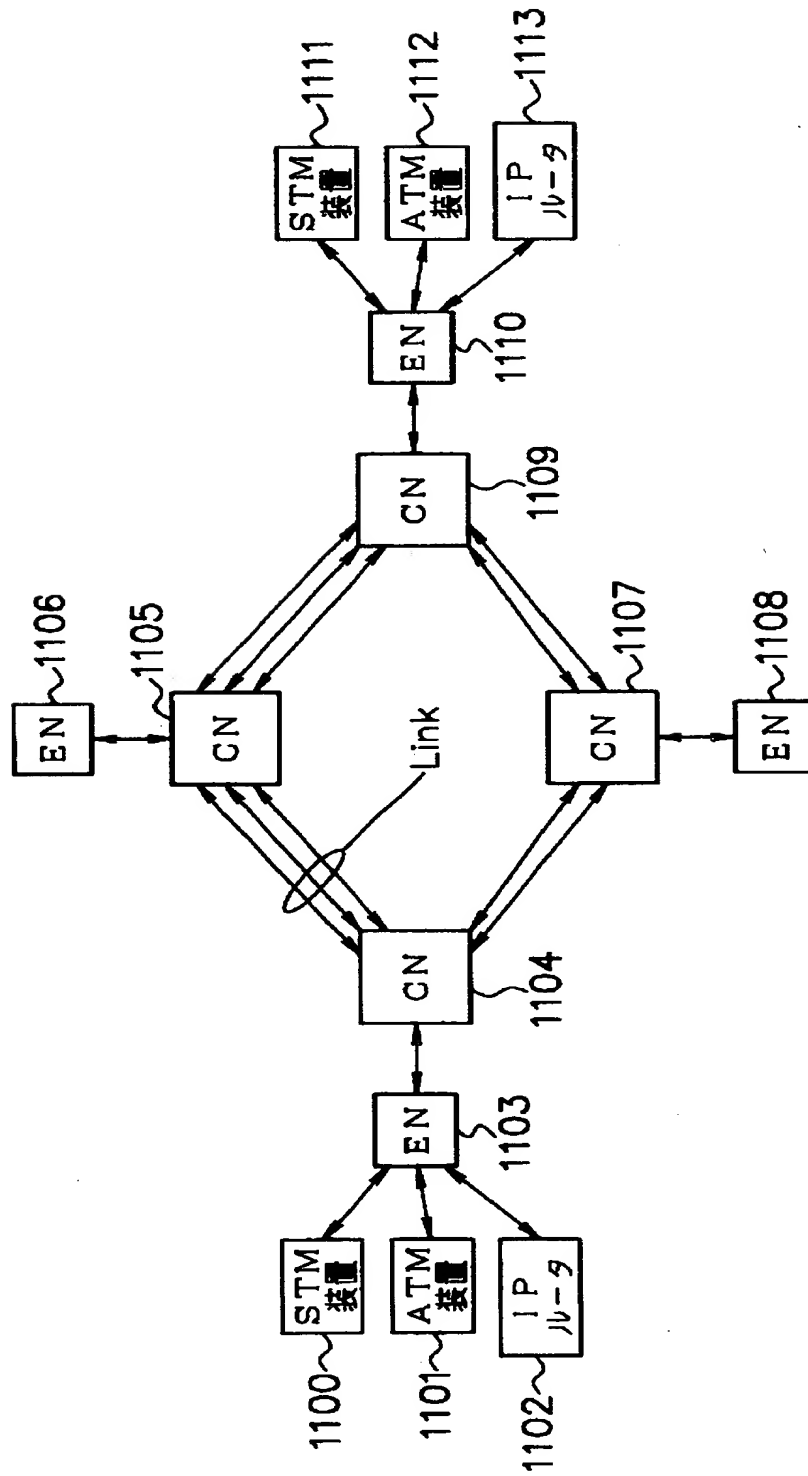 1106
EN
1105
CN
Link
STM
装置
1100
ATM
装置
1101
IP
ルータ
1102
EN
1103
CN
1104
CN
1109
EN
1110
STM
装置
1111
ATM
装置
1112
IP
ルータ
1113
CN
1107
EN
1108